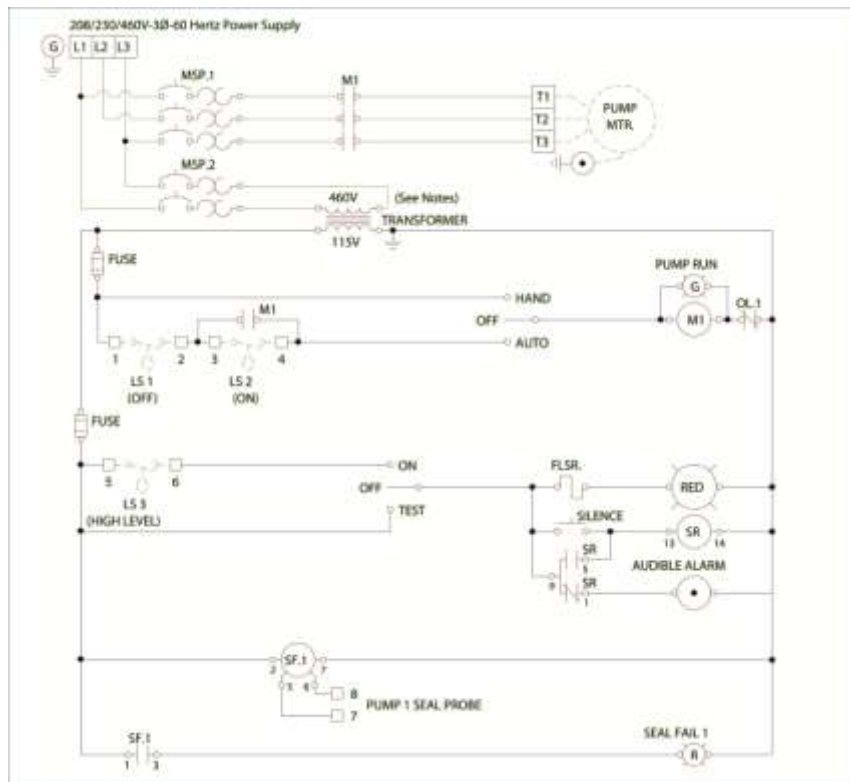 208/230/460V-3Ø-60 Hertz Power Supply
G L1 L2 L3
MSP.1
M1
T1
T2
T3
PUMP
MTR.
MSP.2
460V
(See Notes)
TRANSFORMER
115V
FUSE
PUMP RUN
G
HAND
OL.1
M1
OFF
M1
AUTO
1 2 3 4
LS 1
(OFF)
LS 2
(ON)
FUSE
ON
FLSR.
5 6
OFF
RED
LS 3
(HIGH LEVEL)
TEST
SILENCE
SR
13 14
SR
5
9
AUDIBLE ALARM
SR
1
SF.1
2 7
5 6
8
PUMP 1 SEAL PROBE
7
SF.1
1 3
SEAL FAIL 1
R